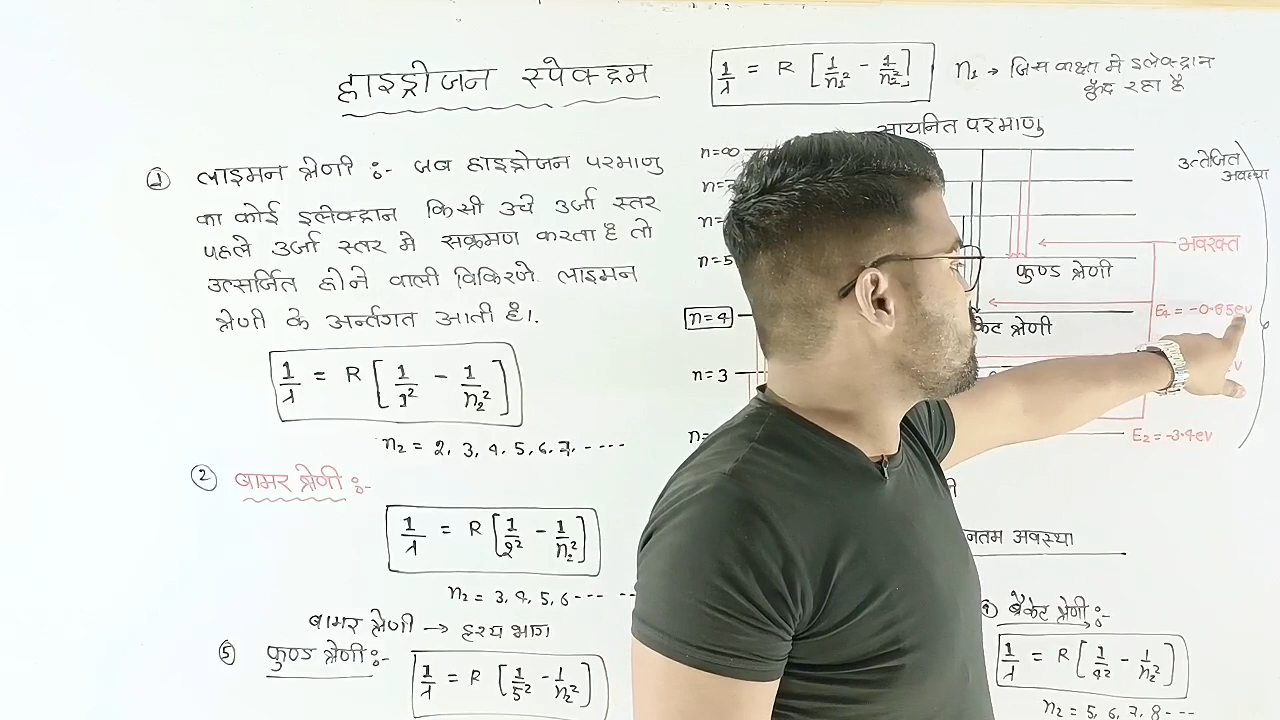 हाइड्रोजन स्पेक्ट्रम
1/λ = R [1/n₁² - 1/n₂²]
n₁ → जिस कक्षा मे इलेक्ट्रान
कूद रहा है
① लाइमन श्रेणी :- जब हाइड्रोजन परमाणु
का कोई इलेक्ट्रान किसी उचे उर्जा स्तर
पहले उर्जा स्तर मे सक्रमण करता है तो
उत्सर्जित होने वाली विकिरणे लाइमन
श्रेणी के अर्न्तगत आती है।.
1/λ = R [1/1² - 1/n₂²]
n₂ = 2, 3, 4, 5, 6, 7, ----
② बामर श्रेणी :-
1/λ = R [1/2² - 1/n₂²]
n₂ = 3, 4, 5, 6 ---- --
बामर श्रेणी → दृश्य भाग
⑤ फुण्ड श्रेणी :-
1/λ = R [1/5² - 1/n₂²]
आयनित परमाणु
n=∞
n=
n=5
n=4
n=3
n=
उत्तेजित
अवस्था
अवरक्त
फुण्ड श्रेणी
E₄ = -0.85ev
श्रेणी
E₂ = -3.4ev
अवस्था
बैकेट श्रेणी :-
1/λ = R [1/4² - 1/n₂²]
n₂ = 5, 6, 7, 8 ---